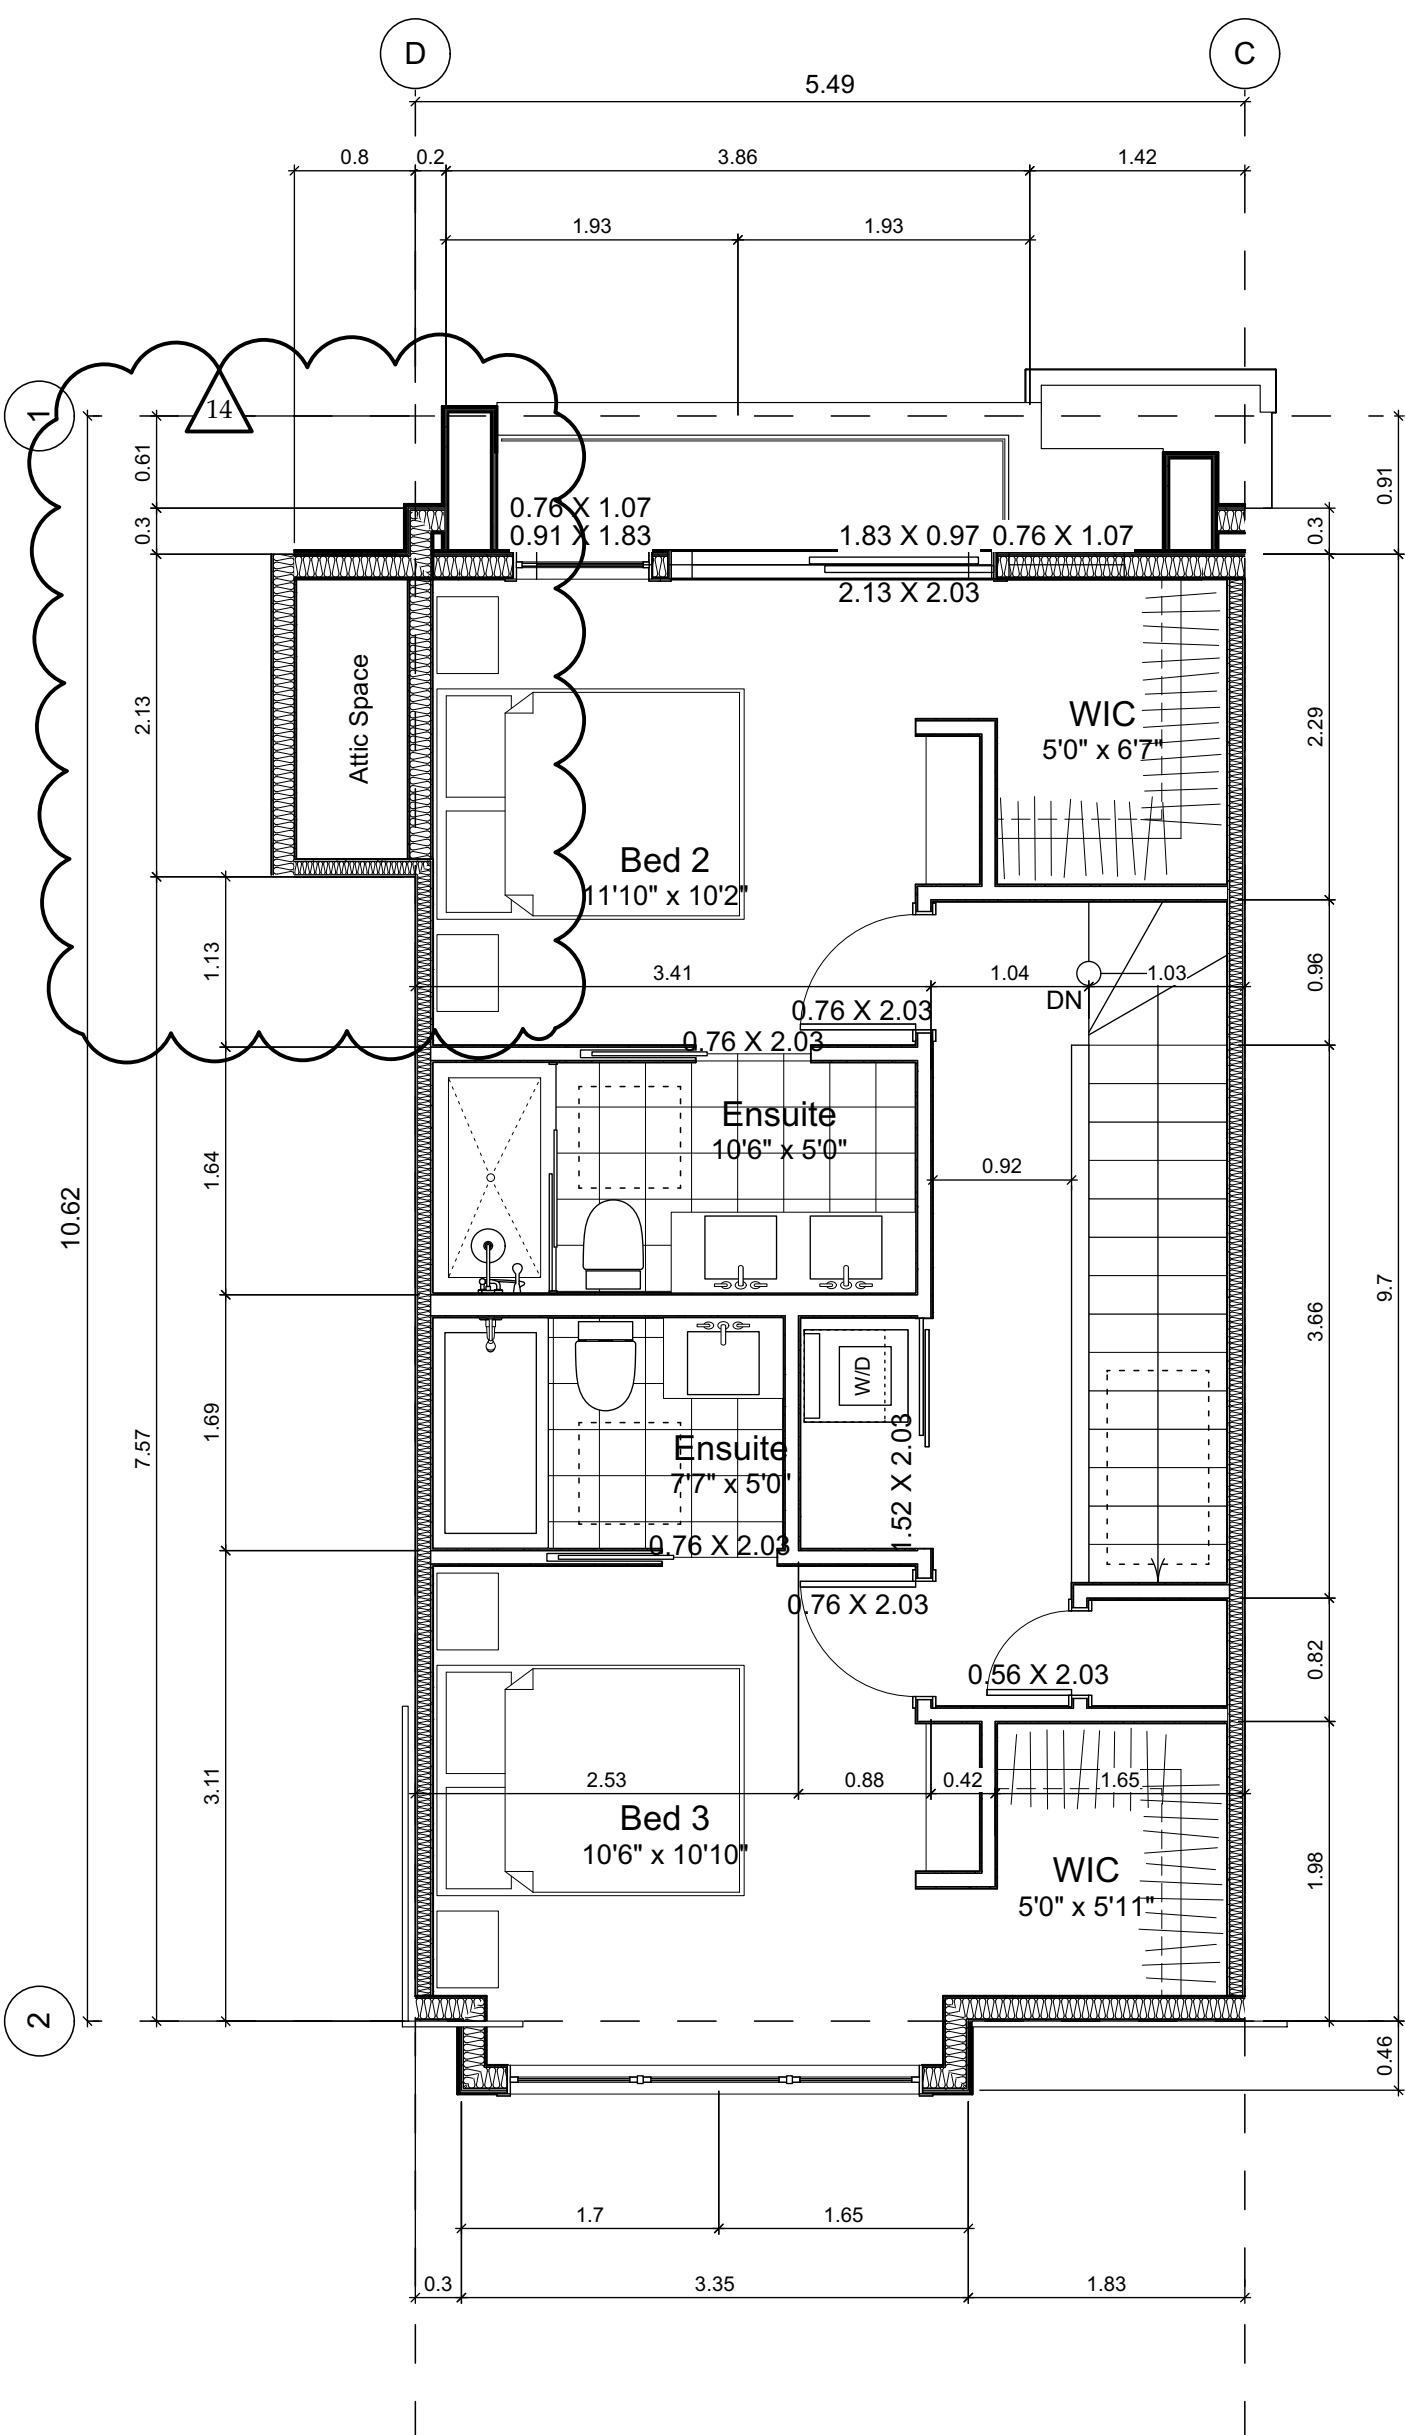 D
C
5.49
0.8
0.2
3.86
1.42
1.93
1.93
1
14
0.61
0.91
0.76 X 1.07
0.91 X 1.83
1.83 X 0.97
0.76 X 1.07
0.3
0.3
2.13 X 2.03
Attic Space
2.13
WIC
5'0" x 6'7"
2.29
Bed 2
11'10" x 10'2"
1.13
3.41
1.04
1.03
0.96
DN
0.76 X 2.03
0.76 X 2.03
Ensuite
10'6" x 5'0"
1.64
0.92
10.62
9.7
3.66
W/D
1.69
7.57
Ensuite
7'7" x 5'0"
1.52 X 2.03
0.76 X 2.03
0.76 X 2.03
0.56 X 2.03
0.82
3.11
2.53
0.88
0.42
1.65
Bed 3
10'6" x 10'10"
WIC
5'0" x 5'11"
1.98
2
0.46
1.7
1.65
0.3
3.35
1.83